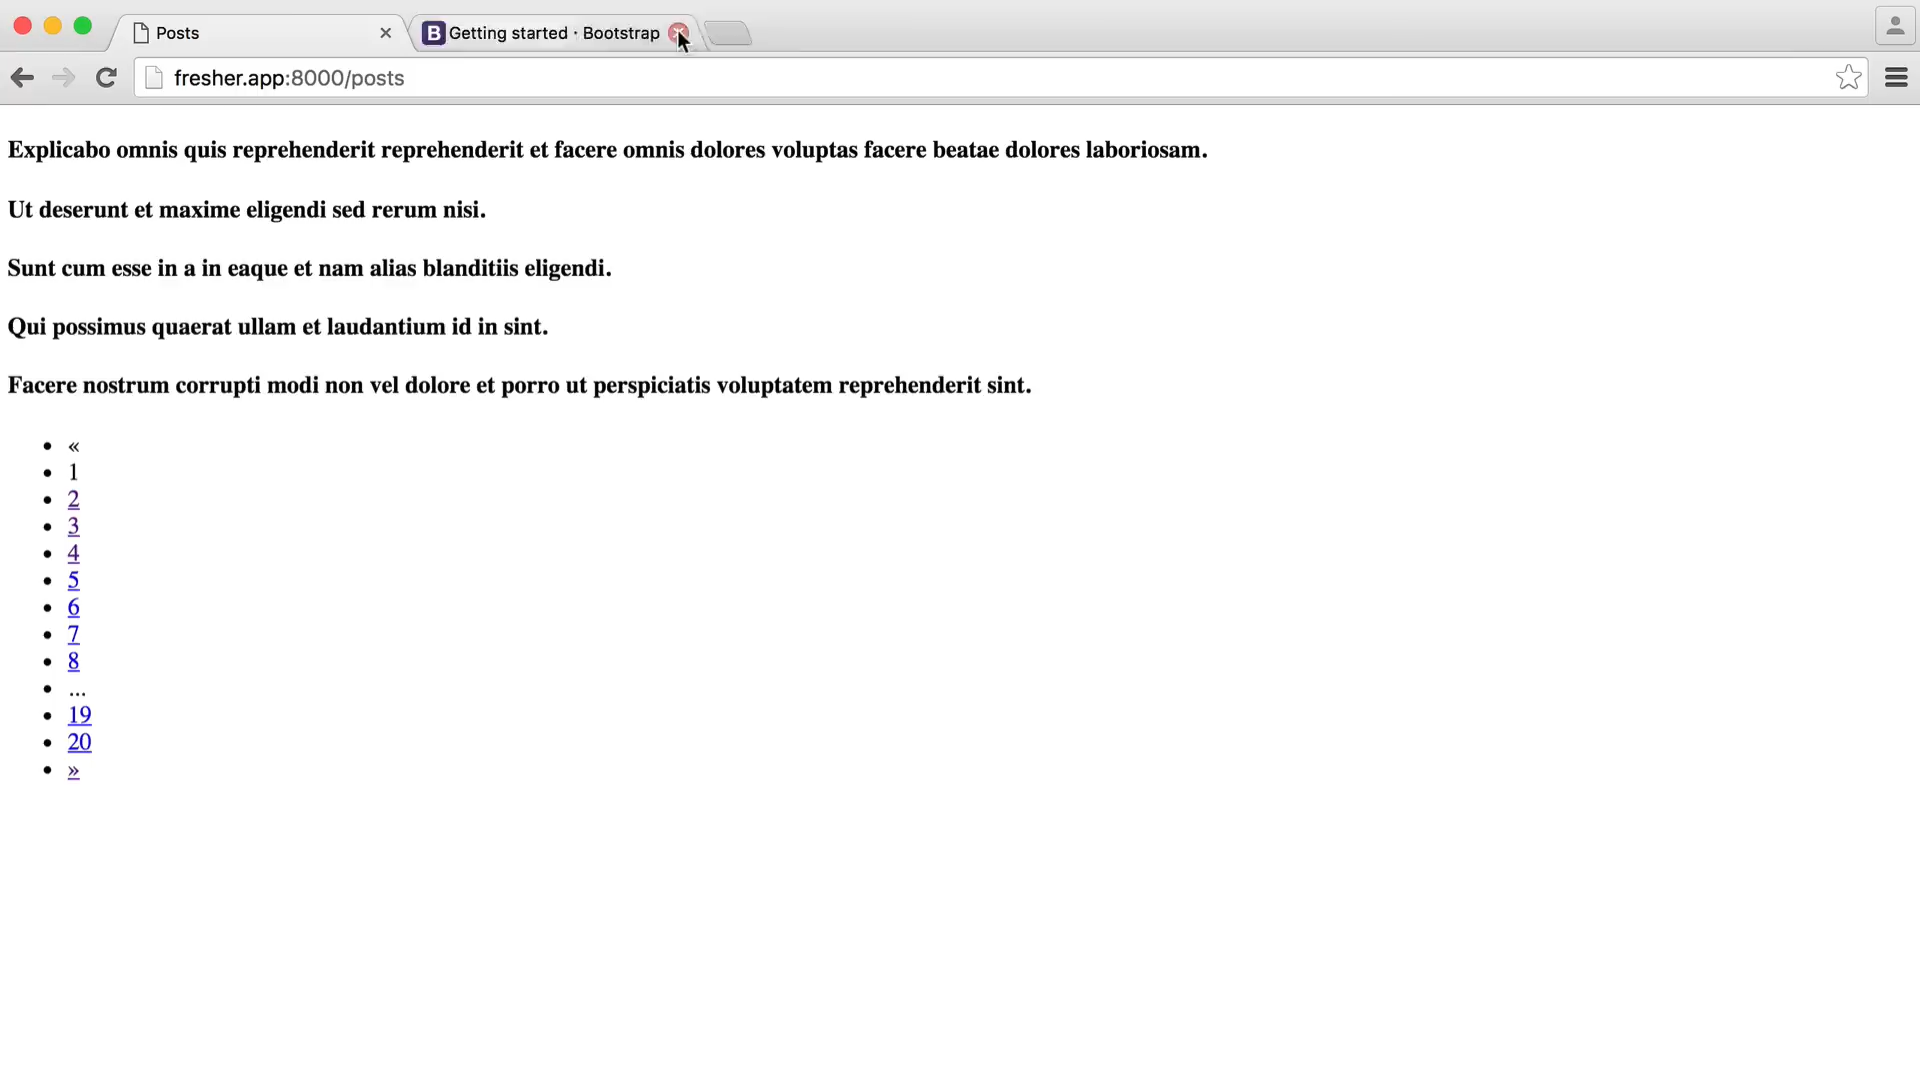 Posts
Getting started · Bootstrap
fresher.app:8000/posts
Explicabo omnis quis reprehenderit reprehenderit et facere omnis dolores voluptas facere beatae dolores laboriosam.
Ut deserunt et maxime eligendi sed rerum nisi.
Sunt cum esse in a in eaque et nam alias blanditiis eligendi.
Qui possimus quaerat ullam et laudantium id in sint.
Facere nostrum corrupti modi non vel dolore et porro ut perspiciatis voluptatem reprehenderit sint.
«
1
2
3
4
5
6
7
8
...
19
20
»